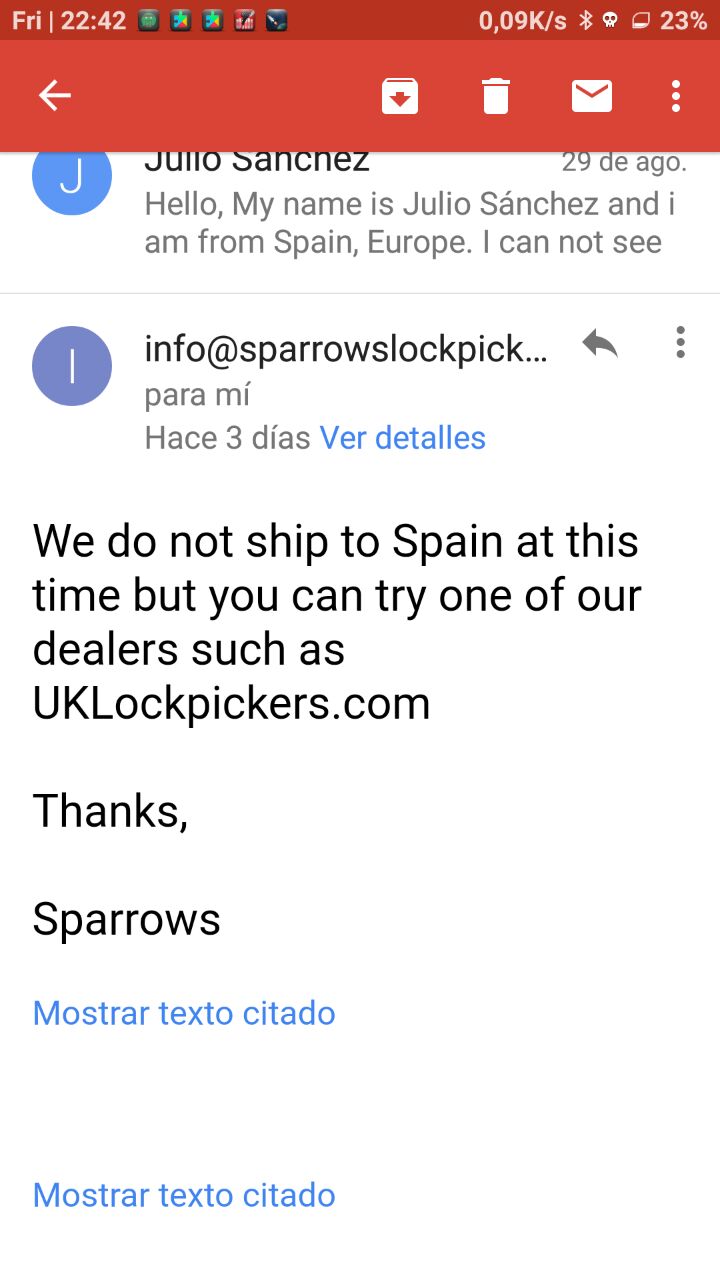 Fri | 22:42 0,09K/s 23%
J Julio Sánchez 29 de ago.
Hello, My name is Julio Sánchez and i
am from Spain, Europe. I can not see
I info@sparrowslockpick...
para mí
Hace 3 días Ver detalles
We do not ship to Spain at this
time but you can try one of our
dealers such as
UKLockpickers.com
Thanks,
Sparrows
Mostrar texto citado
Mostrar texto citado